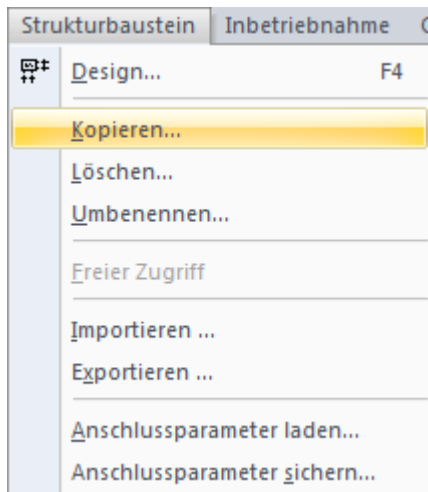 Strukturbaustein Inbetriebnahme
Design... F4
Kopieren...
Löschen...
Umbenennen...
Freier Zugriff
Importieren ...
Exportieren ...
Anschlussparameter laden...
Anschlussparameter sichern...